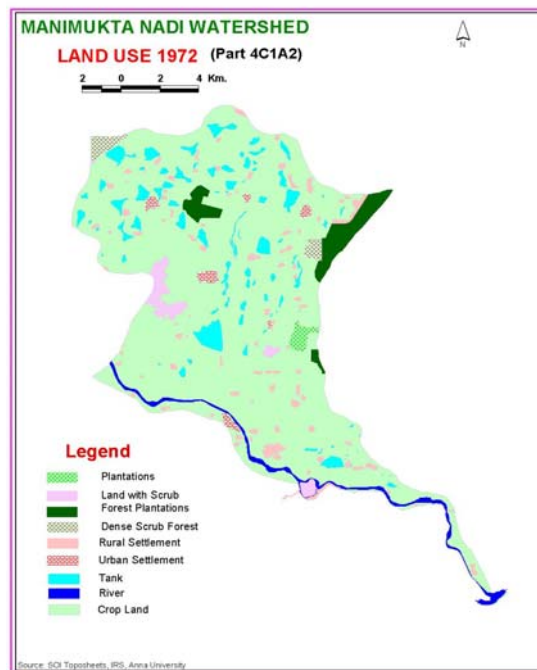 MANIMUKTA NADI WATERSHED
LAND USE 1972 (Part 4C1A2)
N
2 0 2 4 Km.
Legend
Plantations
Land with Scrub
Forest Plantations
Dense Scrub Forest
Rural Settlement
Urban Settlement
Tank
River
Crop Land
Source: SOI Toposheets, IRS, Anna University